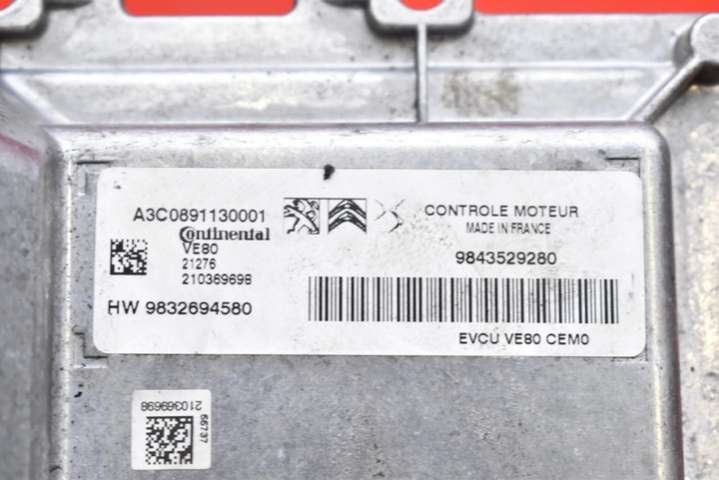 A3C0891130001
Continental
VE80
21276
210369698
HW 9832694580
CONTROLE MOTEUR
MADE IN FRANCE
9843529280
EVCU VE80 CEM0
210369698
56737